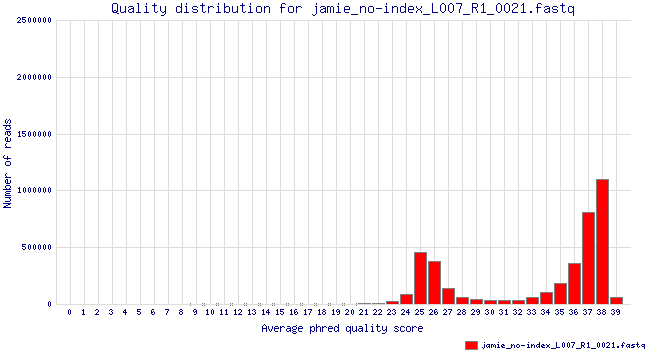 Quality distribution for jamie_no-index_L007_R1_0021.fastq
2500000
2000000
1500000
1000000
500000
0
Number of reads
0 1 2 3 4 5 6 7 8 9 10 11 12 13 14 15 16 17 18 19 20 21 22 23 24 25 26 27 28 29 30 31 32 33 34 35 36 37 38 39
Average phred quality score
jamie_no-index_L007_R1_0021.fastq